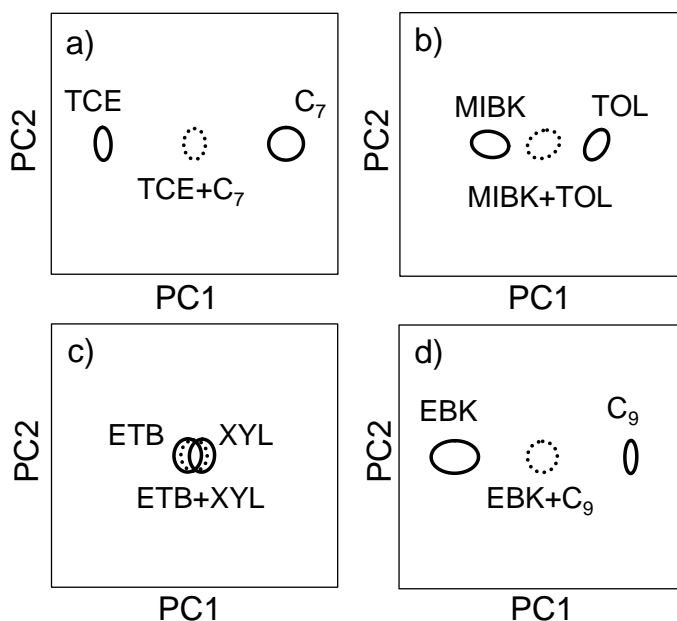 a)
TCE
C₇
TCE+C₇
PC2
PC1
b)
MIBK
TOL
MIBK+TOL
PC2
PC1
c)
ETB
XYL
ETB+XYL
PC2
PC1
d)
EBK
C₉
EBK+C₉
PC2
PC1